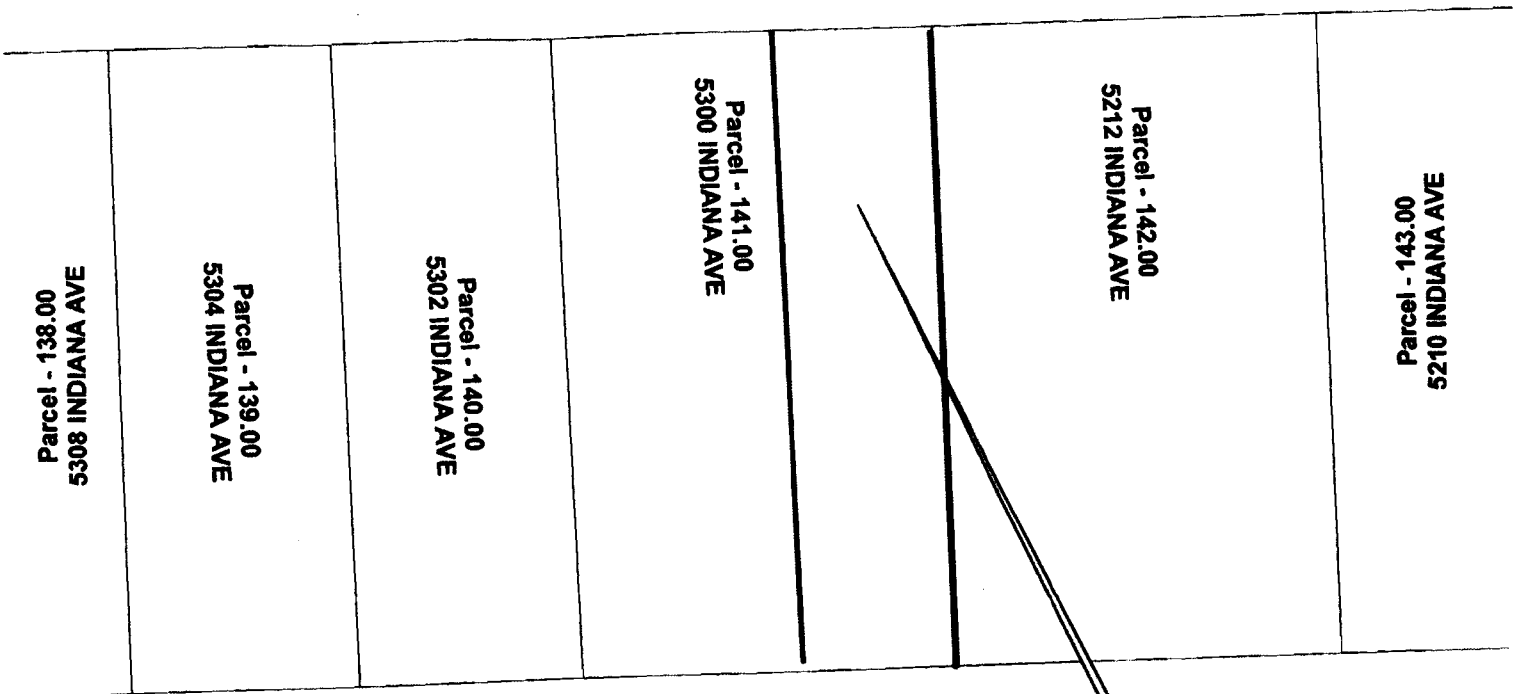 5308 INDIANA AVE
Parcel - 138.00
Parcel - 139.00
5304 INDIANA AVE
Parcel - 140.00
5302 INDIANA AVE
Parcel - 141.00
5300 INDIANA AVE
Parcel - 142.00
5212 INDIANA AVE
5210 INDIANA AVE
Parcel - 143.00